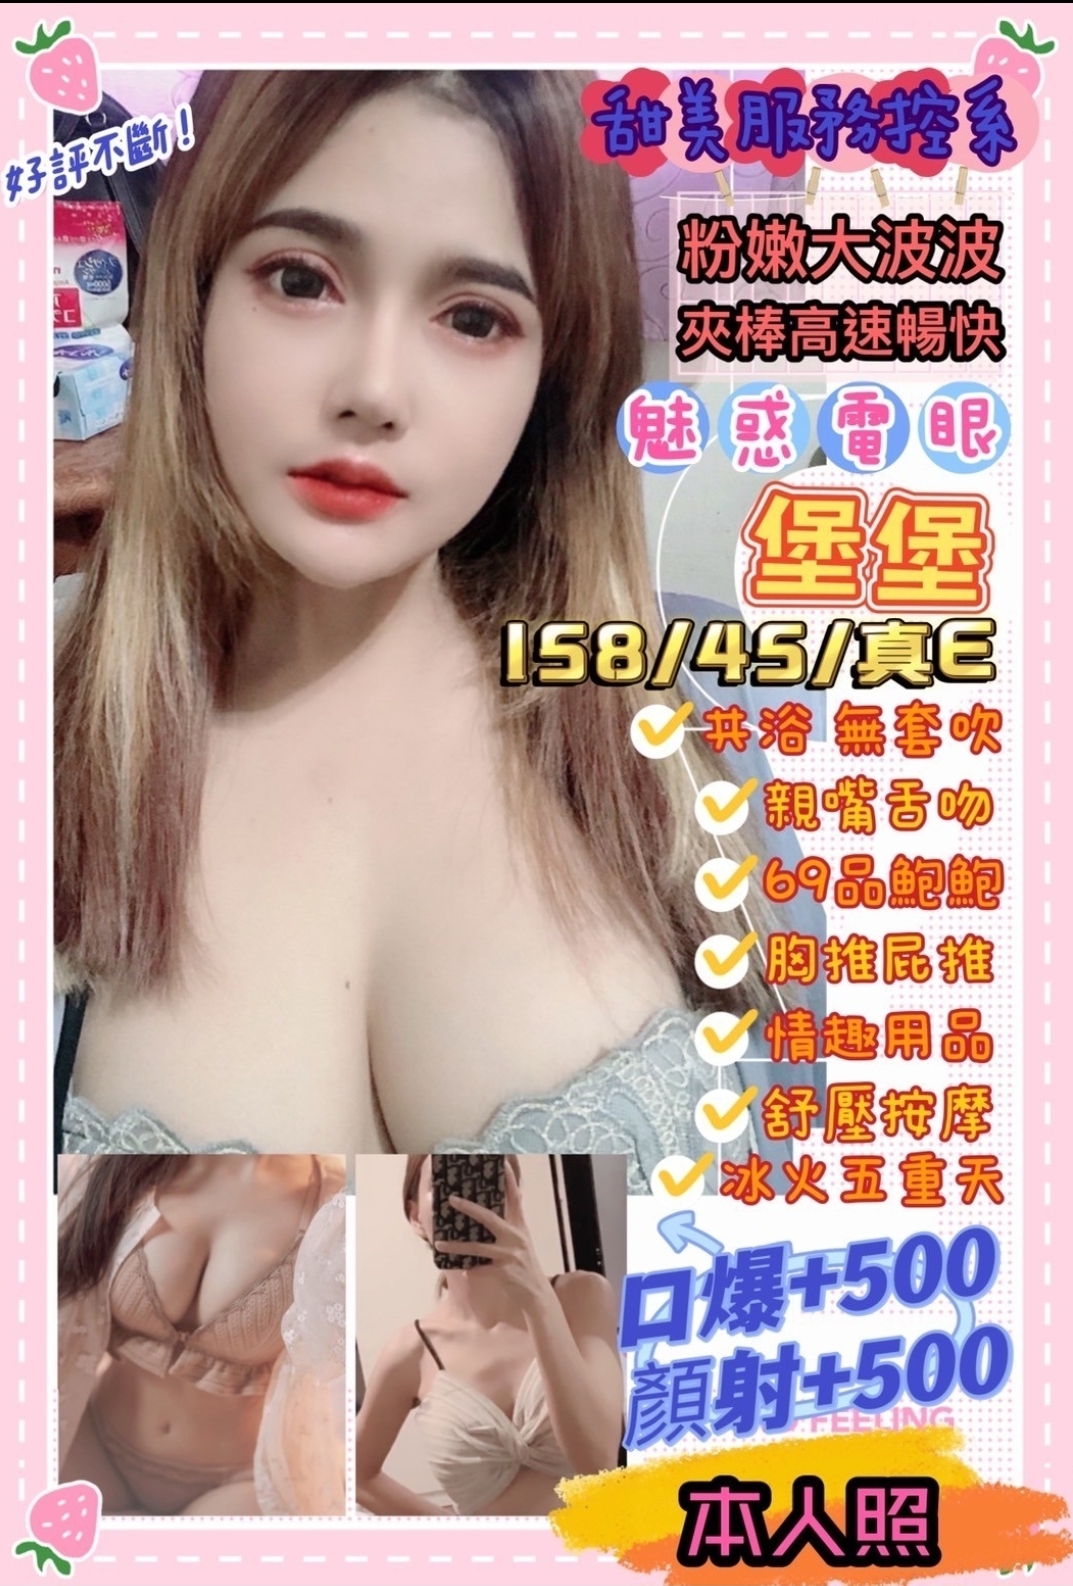 好評不斷！
甜美服務控系
粉嫩大波波
夾棒高速暢快
魅惑電眼
堡堡
158/45/真E
共浴 無套吹
親嘴舌吻
69品鮑鮑
胸推屁推
情趣用品
舒壓按摩
冰火五重天
口爆+500
顏射+500
FEELING
本人照